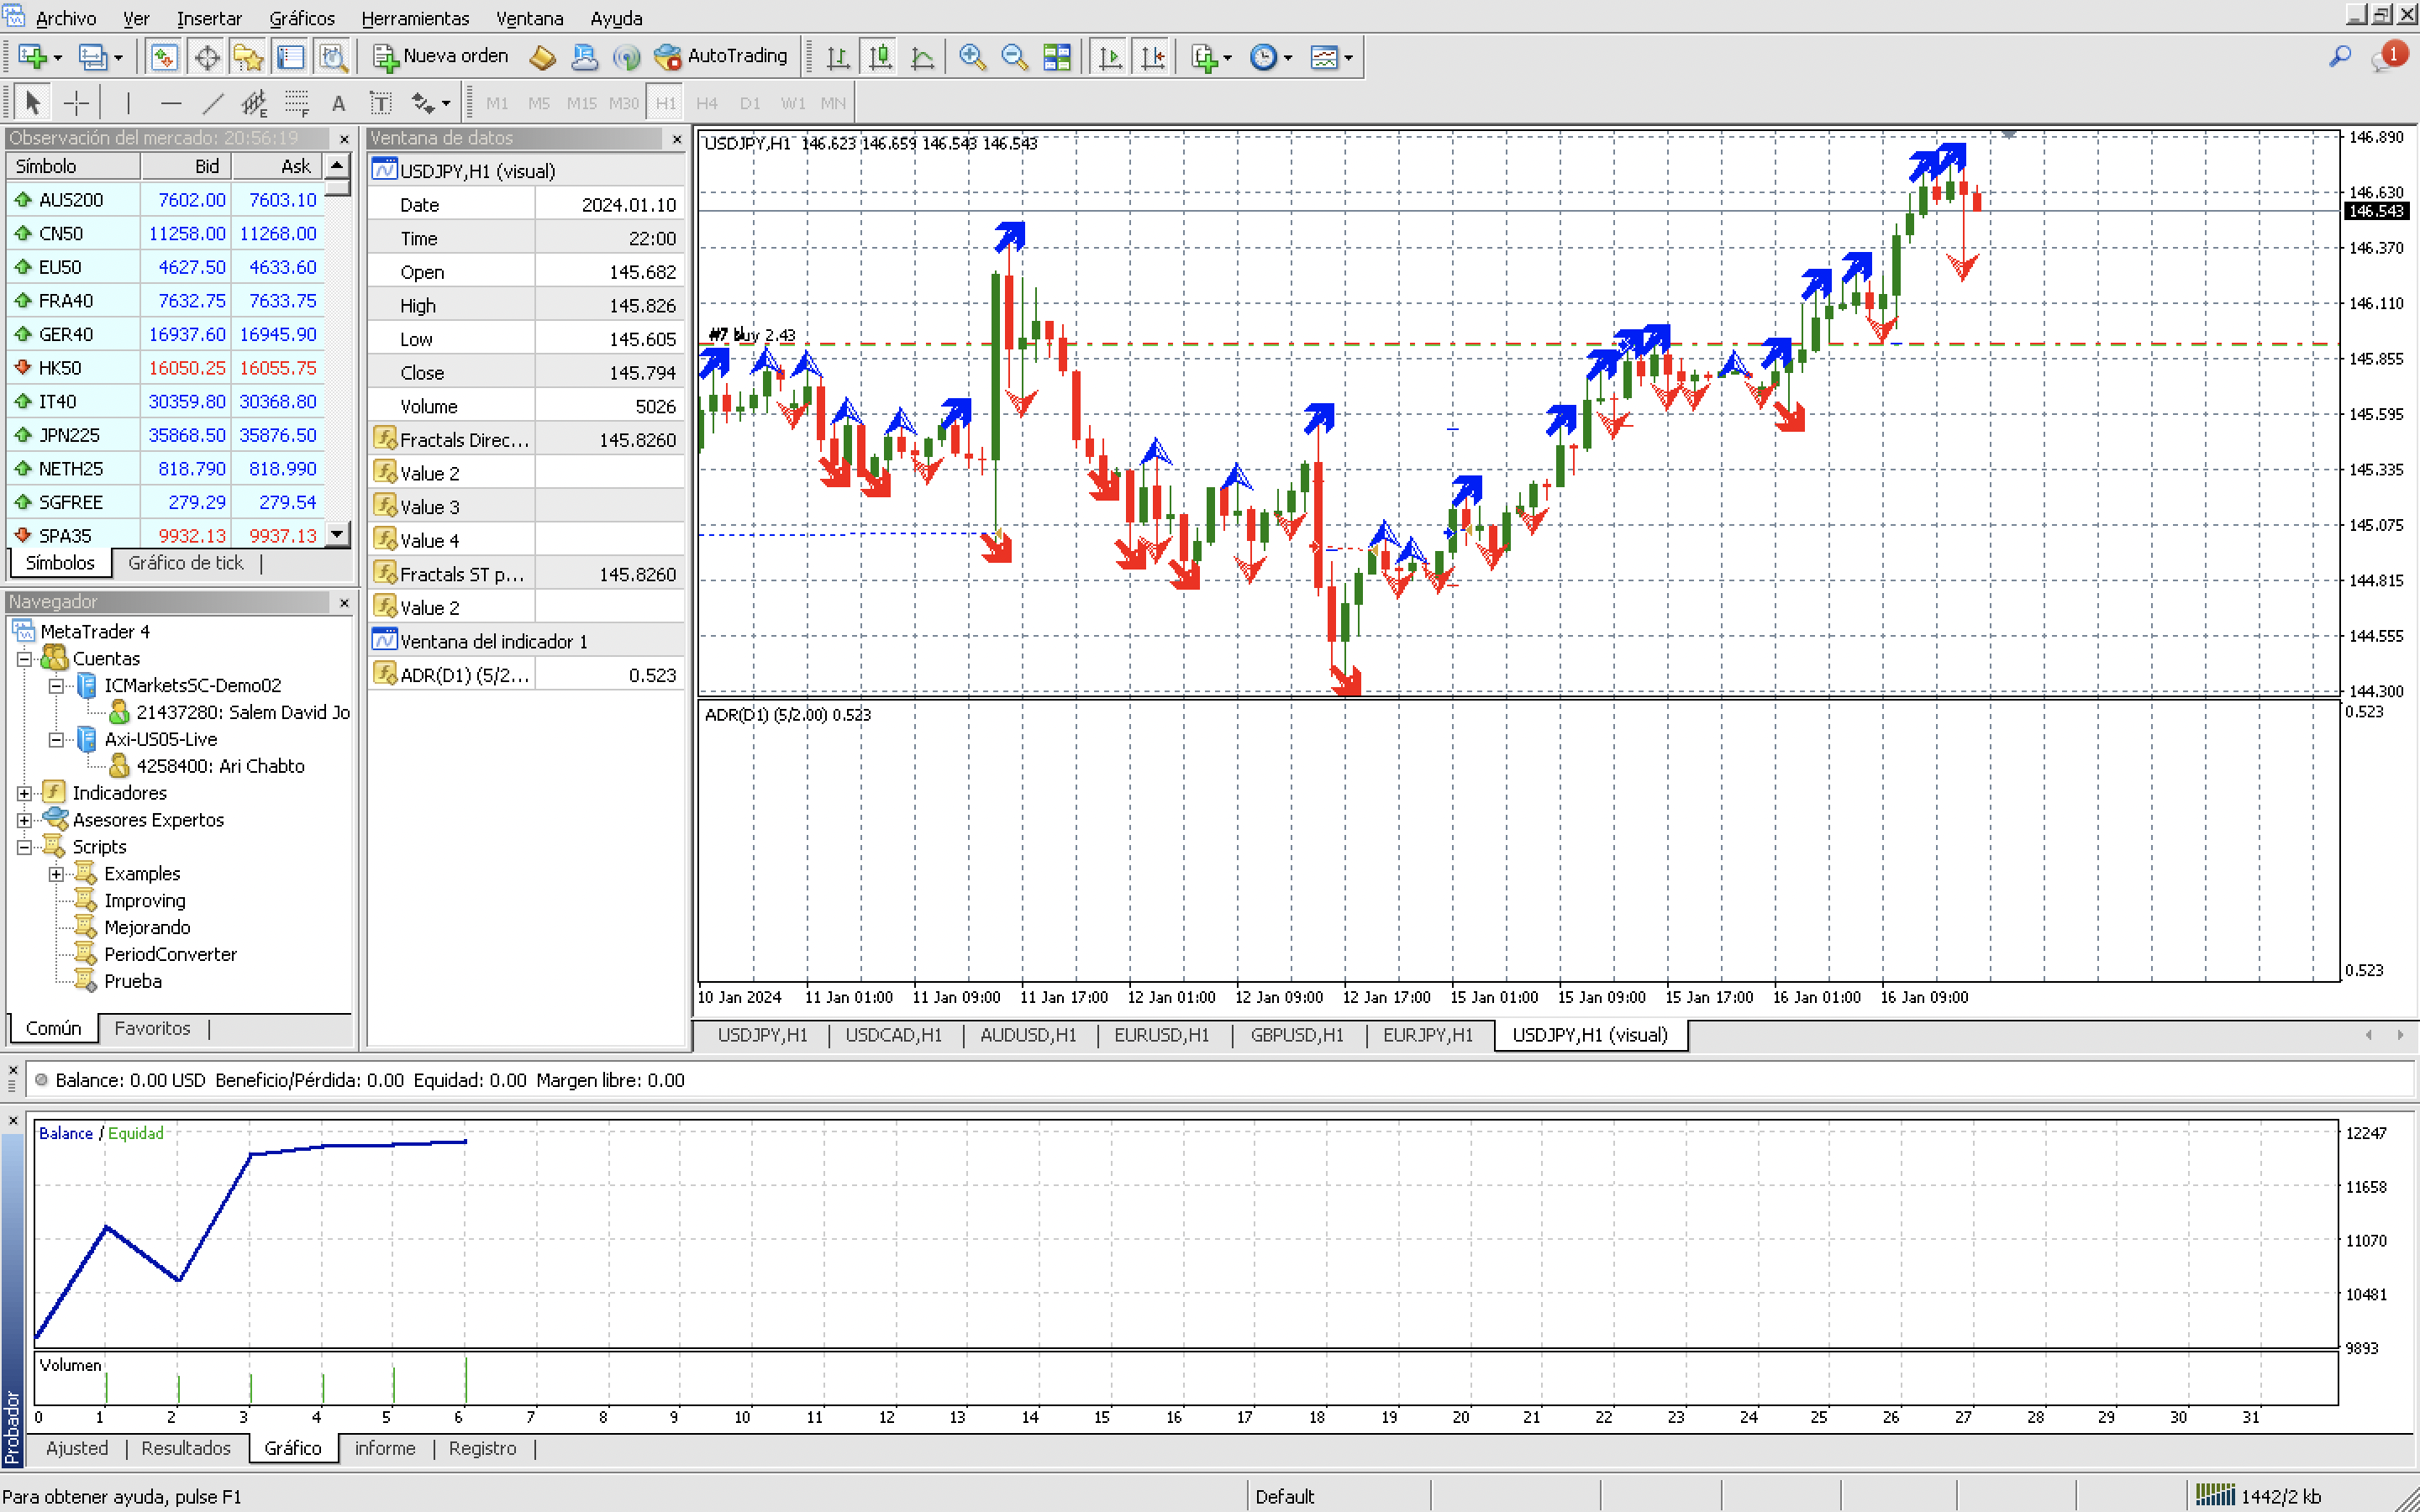 Archivo Ver Insertar Gráficos Herramientas Ventana Ayuda
Nueva orden AutoTrading 1
A T E F M1 M5 M15 M30 H1 H4 D1 W1 MN
Observación del mercado: 20:56:19
Símbolo Bid Ask
AUS200 7602.00 7603.10
CN50 11258.00 11268.00
EU50 4627.50 4633.60
FRA40 7632.75 7633.75
GER40 16937.60 16945.90
HK50 16050.25 16055.75
IT40 30359.80 30368.80
JPN225 35868.50 35876.50
NETH25 818.790 818.990
SGFREE 279.29 279.54
SPA35 9932.13 9937.13
Símbolos Gráfico de tick
Navegador
MetaTrader 4
Cuentas
ICMarketsSC-Demo02
21437280: Salem David Jo
Axi-US05-Live
4258400: Ari Chabto
Indicadores
Asesores Expertos
Scripts
Examples
Improving
Mejorando
PeriodConverter
Prueba
Común Favoritos
Ventana de datos
USDJPY,H1 (visual)
Date 2024.01.10
Time 22:00
Open 145.682
High 145.826
Low 145.605
Close 145.794
Volume 5026
Fractals Direc... 145.8260
Value 2
Value 3
Value 4
Fractals ST p... 145.8260
Value 2
Ventana del indicador 1
ADR(D1) (5/2... 0.523
USDJPY,H1 146.623 146.659 146.543 146.543
#7 buy 2.43
146.890
146.630
146.543
146.370
146.110
145.855
145.595
145.335
145.075
144.815
144.555
144.300
ADR(D1) (5/2.00) 0.523
0.523
0.523
10 Jan 2024 11 Jan 01:00 11 Jan 09:00 11 Jan 17:00 12 Jan 01:00 12 Jan 09:00 12 Jan 17:00 15 Jan 01:00 15 Jan 09:00 15 Jan 17:00 16 Jan 01:00 16 Jan 09:00
USDJPY,H1 USDCAD,H1 AUDUSD,H1 EURUSD,H1 GBPUSD,H1 EURJPY,H1 USDJPY,H1 (visual)
Balance: 0.00 USD Beneficio/Pérdida: 0.00 Equidad: 0.00 Margen libre: 0.00
Balance / Equidad
12247
11658
11070
10481
9893
Volumen
0 1 2 3 4 5 6 7 8 9 10 11 12 13 14 15 16 17 18 19 20 21 22 23 24 25 26 27 28 29 30 31
Probador
Ajusted Resultados Gráfico informe Registro
Para obtener ayuda, pulse F1 Default 1442/2 kb